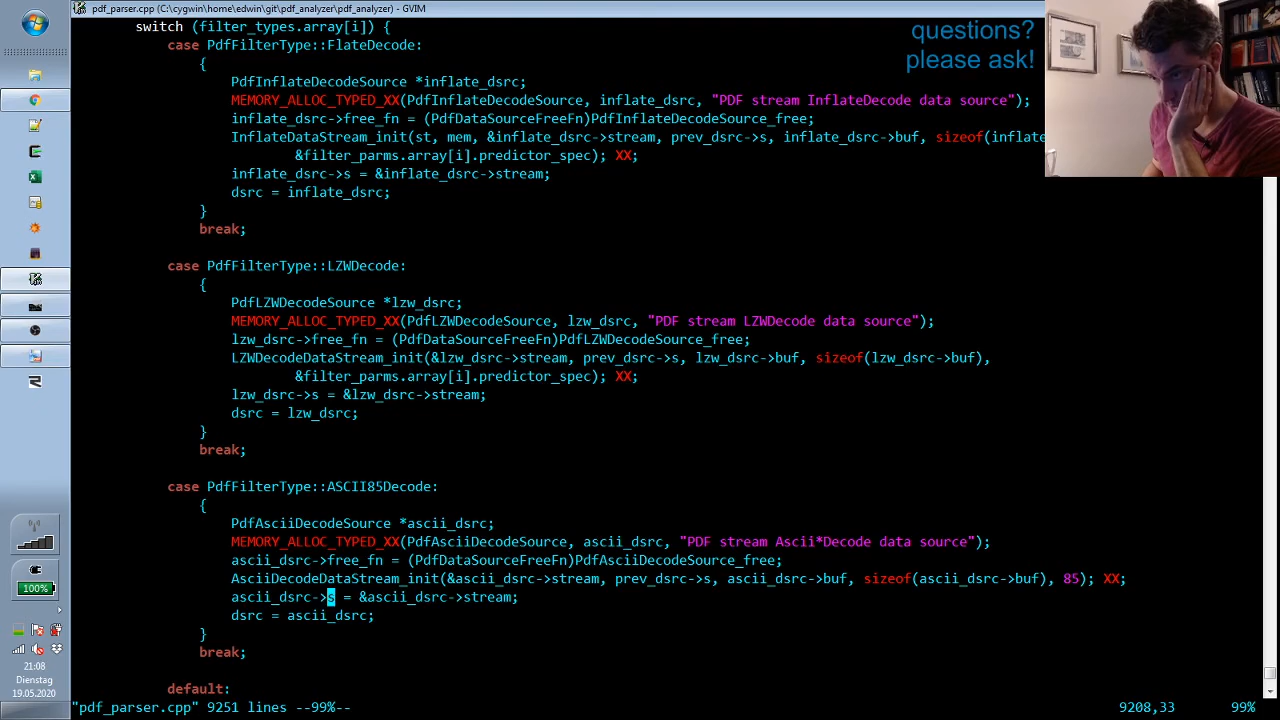 pdf_parser.cpp (C:\cygwin\home\edwin\git\pdf_analyzer\pdf_analyzer) - GVIM
switch (filter_types.array[i]) {
case PdfFilterType::FlateDecode:
{
PdfInflateDecodeSource *inflate_dsrc;
MEMORY_ALLOC_TYPED_XX(PdfInflateDecodeSource, inflate_dsrc, "PDF stream InflateDecode data source");
inflate_dsrc->free_fn = (PdfDataSourceFreeFn)PdfInflateDecodeSource_free;
InflateDataStream_init(st, mem, &inflate_dsrc->stream, prev_dsrc->s, inflate_dsrc->buf, sizeof(inflate
&filter_parms.array[i].predictor_spec); XX;
inflate_dsrc->s = &inflate_dsrc->stream;
dsrc = inflate_dsrc;
}
break;
case PdfFilterType::LZWDecode:
{
PdfLZWDecodeSource *lzw_dsrc;
MEMORY_ALLOC_TYPED_XX(PdfLZWDecodeSource, lzw_dsrc, "PDF stream LZWDecode data source");
lzw_dsrc->free_fn = (PdfDataSourceFreeFn)PdfLZWDecodeSource_free;
LZWDecodeDataStream_init(&lzw_dsrc->stream, prev_dsrc->s, lzw_dsrc->buf, sizeof(lzw_dsrc->buf),
&filter_parms.array[i].predictor_spec); XX;
lzw_dsrc->s = &lzw_dsrc->stream;
dsrc = lzw_dsrc;
}
break;
case PdfFilterType::ASCII85Decode:
{
PdfAsciiDecodeSource *ascii_dsrc;
MEMORY_ALLOC_TYPED_XX(PdfAsciiDecodeSource, ascii_dsrc, "PDF stream Ascii*Decode data source");
ascii_dsrc->free_fn = (PdfDataSourceFreeFn)PdfAsciiDecodeSource_free;
AsciiDecodeDataStream_init(&ascii_dsrc->stream, prev_dsrc->s, ascii_dsrc->buf, sizeof(ascii_dsrc->buf), 85); XX;
ascii_dsrc->s = &ascii_dsrc->stream;
dsrc = ascii_dsrc;
}
break;
default:
"pdf_parser.cpp" 9251 lines --99%-- 9208,33 99%
questions?
please ask!
100%
21:08
Dienstag
19.05.2020